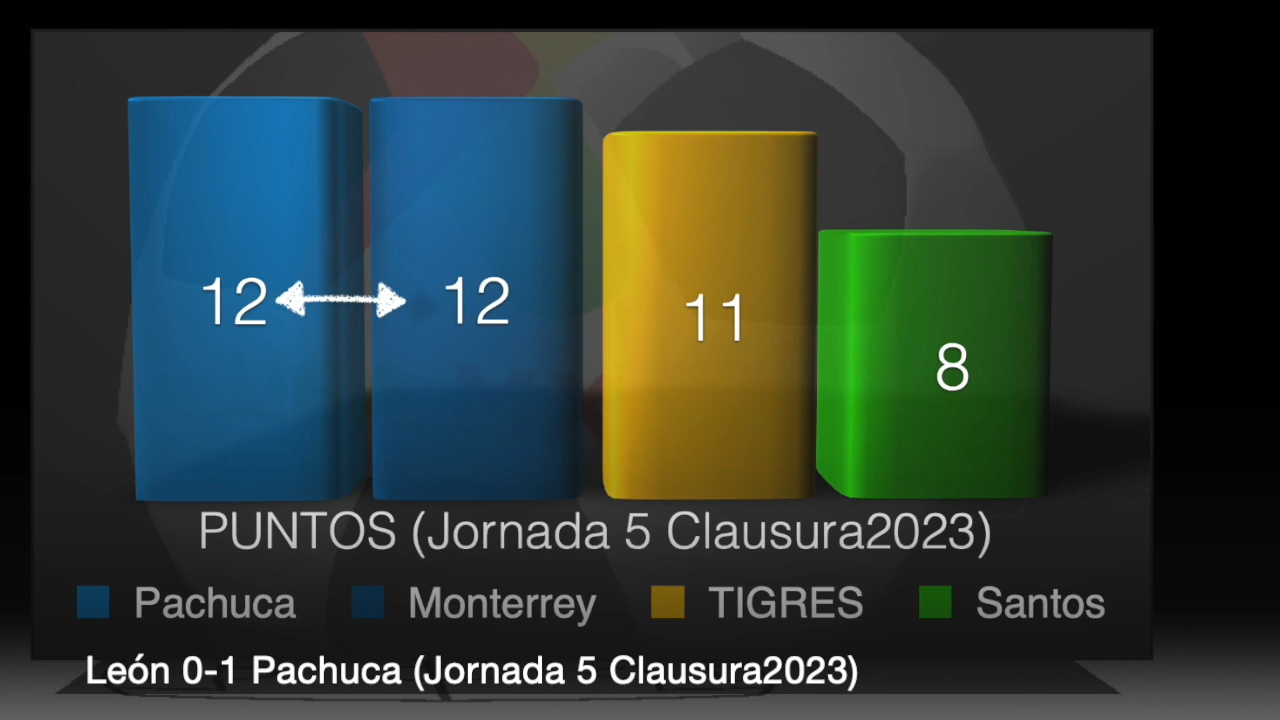 12 12 11 8
PUNTOS (Jornada 5 Clausura2023)
Pachuca Monterrey TIGRES Santos
León 0-1 Pachuca (Jornada 5 Clausura2023)